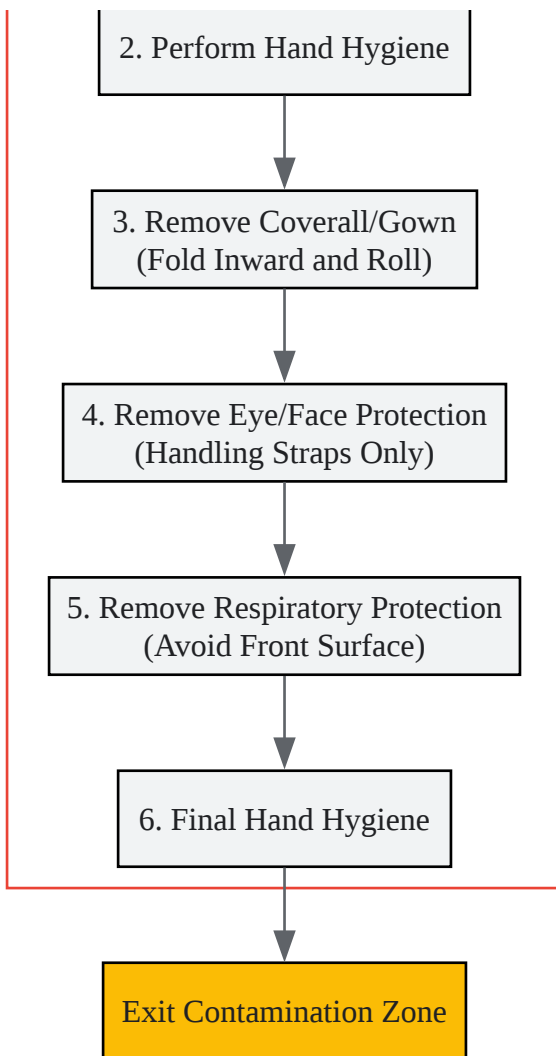 2. Perform Hand Hygiene
3. Remove Coverall/Gown
(Fold Inward and Roll)
4. Remove Eye/Face Protection
(Handling Straps Only)
5. Remove Respiratory Protection
(Avoid Front Surface)
6. Final Hand Hygiene
Exit Contamination Zone